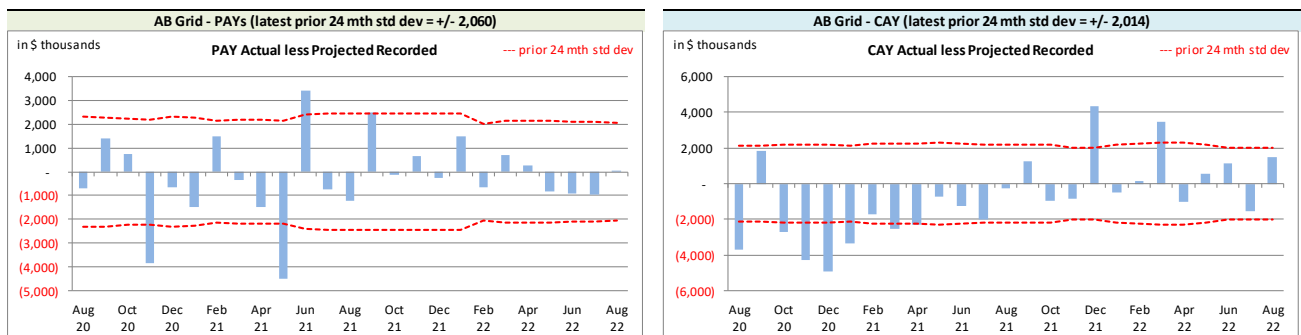 AB Grid - PAYs (latest prior 24 mth std dev = +/- 2,060)
in $ thousands
PAY Actual less Projected Recorded
--- prior 24 mth std dev
4,000
3,000
2,000
1,000
-
(1,000)
(2,000)
(3,000)
(4,000)
(5,000)
Aug Oct Dec Feb Apr Jun Aug Oct Dec Feb Apr Jun Aug
20 20 20 21 21 21 21 21 21 22 22 22 22
AB Grid - CAY (latest prior 24 mth std dev = +/- 2,014)
in $ thousands
CAY Actual less Projected Recorded
--- prior 24 mth std dev
6,000
4,000
2,000
-
(2,000)
(4,000)
(6,000)
Aug Oct Dec Feb Apr Jun Aug Oct Dec Feb Apr Jun Aug
20 20 20 21 21 21 21 21 21 22 22 22 22